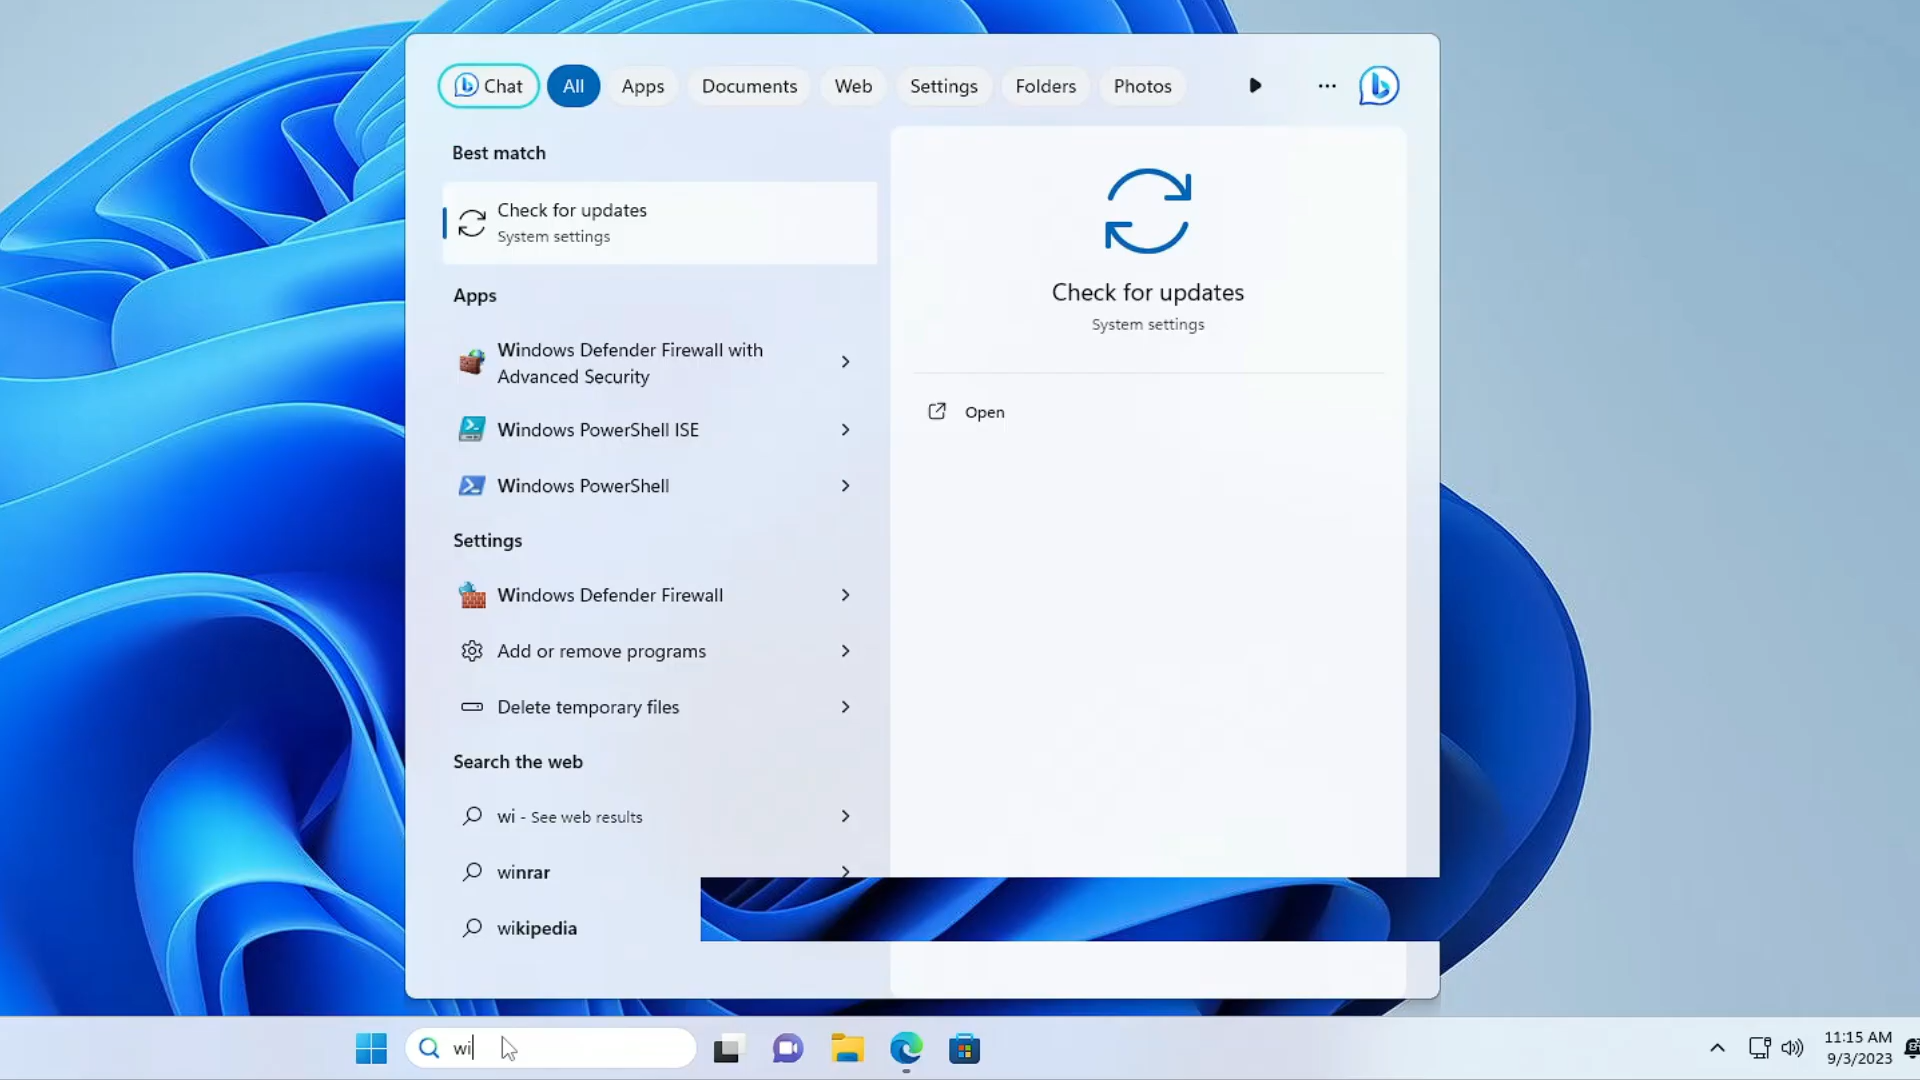 Chat All Apps Documents Web Settings Folders Photos ...
Best match
Check for updates
System settings
Apps
Windows Defender Firewall with
Advanced Security
Windows PowerShell ISE
Windows PowerShell
Settings
Windows Defender Firewall
Add or remove programs
Delete temporary files
Search the web
wi - See web results
winrar
wikipedia
Check for updates
System settings
Open
wi
11:15 AM
9/3/2023